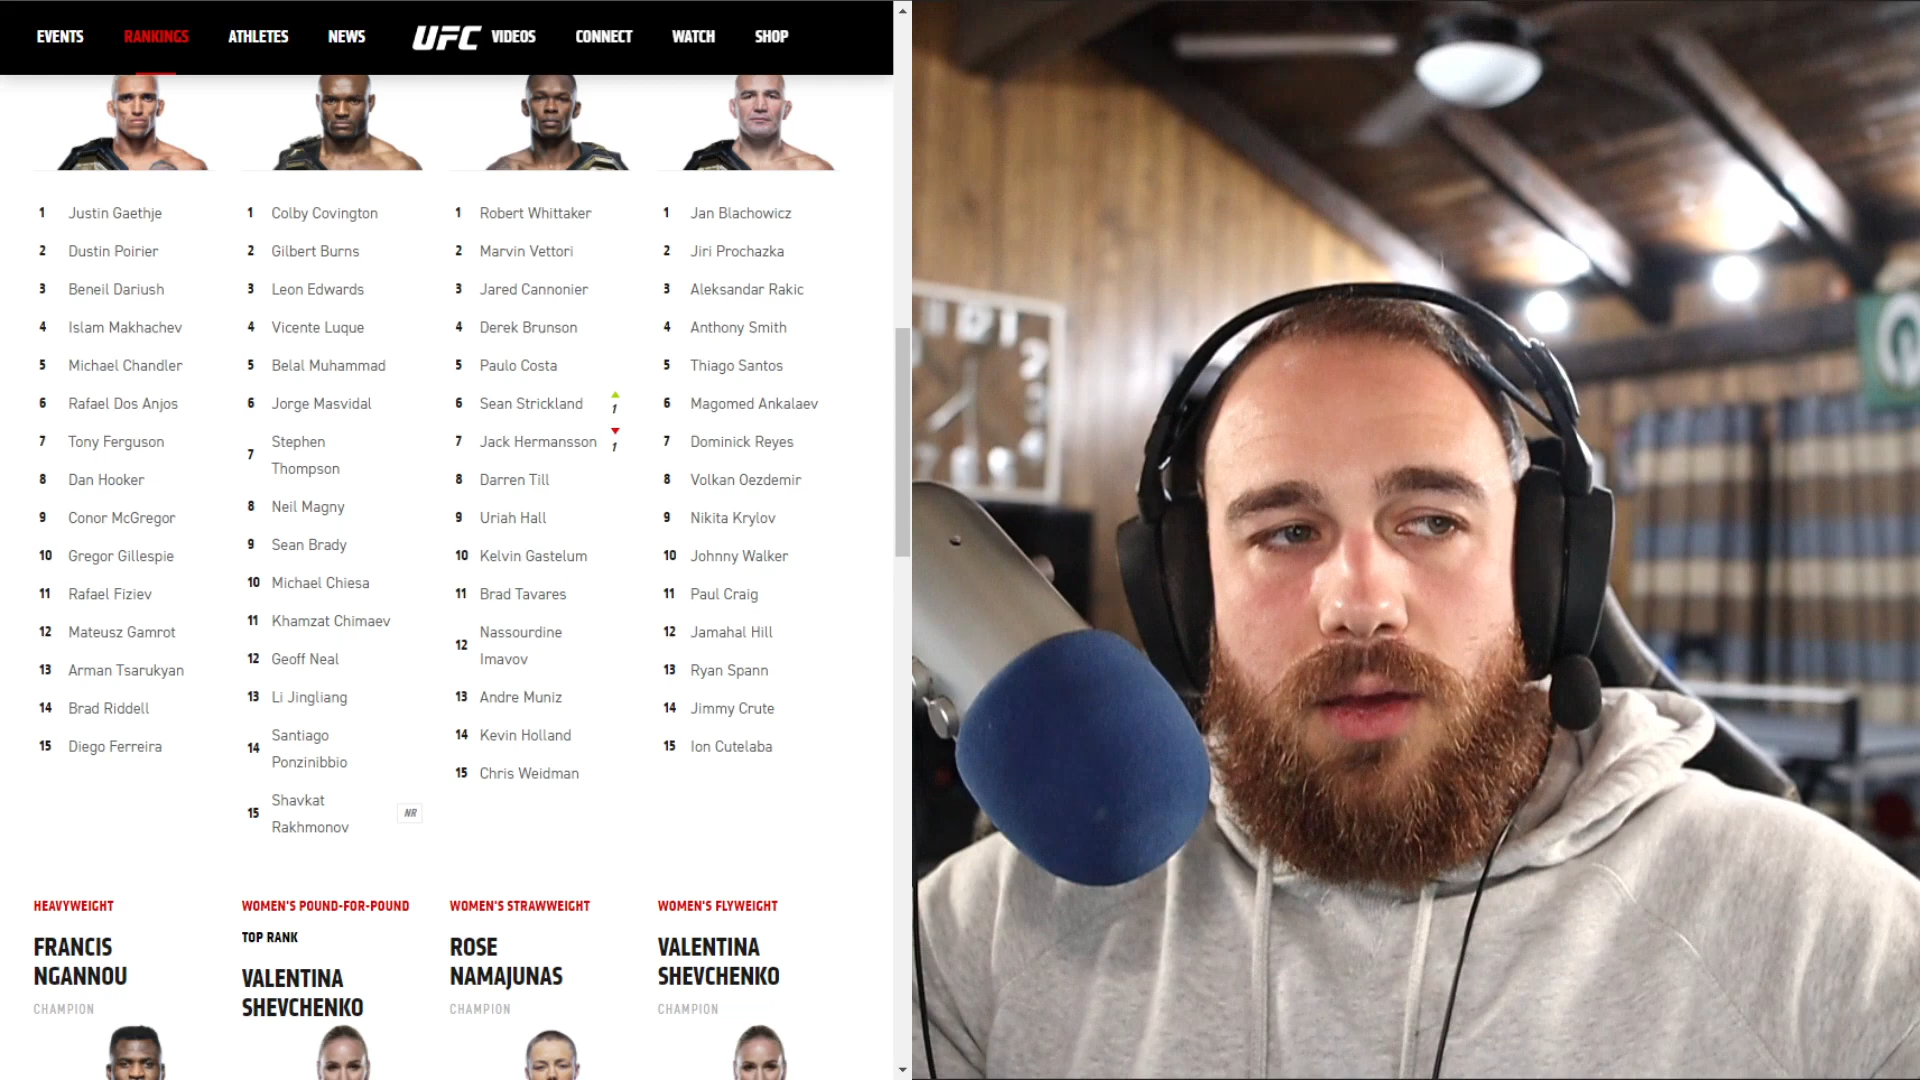 EVENTS RANKINGS ATHLETES NEWS UFC VIDEOS CONNECT WATCH SHOP
1 Justin Gaethje
2 Dustin Poirier
3 Beneil Dariush
4 Islam Makhachev
5 Michael Chandler
6 Rafael Dos Anjos
7 Tony Ferguson
8 Dan Hooker
9 Conor McGregor
10 Gregor Gillespie
11 Rafael Fiziev
12 Mateusz Gamrot
13 Arman Tsarukyan
14 Brad Riddell
15 Diego Ferreira
1 Colby Covington
2 Gilbert Burns
3 Leon Edwards
4 Vicente Luque
5 Belal Muhammad
6 Jorge Masvidal
7 Stephen
Thompson
8 Neil Magny
9 Sean Brady
10 Michael Chiesa
11 Khamzat Chimaev
12 Geoff Neal
13 Li Jingliang
14 Santiago
Ponzinibbio
15 Shavkat
Rakhmonov NR
1 Robert Whittaker
2 Marvin Vettori
3 Jared Cannonier
4 Derek Brunson
5 Paulo Costa
6 Sean Strickland 1
7 Jack Hermansson 1
8 Darren Till
9 Uriah Hall
10 Kelvin Gastelum
11 Brad Tavares
12 Nassourdine
Imavov
13 Andre Muniz
14 Kevin Holland
15 Chris Weidman
1 Jan Blachowicz
2 Jiri Prochazka
3 Aleksandar Rakic
4 Anthony Smith
5 Thiago Santos
6 Magomed Ankalaev
7 Dominick Reyes
8 Volkan Oezdemir
9 Nikita Krylov
10 Johnny Walker
11 Paul Craig
12 Jamahal Hill
13 Ryan Spann
14 Jimmy Crute
15 Ion Cutelaba
HEAVYWEIGHT
FRANCIS
NGANNOU
CHAMPION
WOMEN'S POUND-FOR-POUND
TOP RANK
VALENTINA
SHEVCHENKO
WOMEN'S STRAWWEIGHT
ROSE
NAMAJUNAS
CHAMPION
WOMEN'S FLYWEIGHT
VALENTINA
SHEVCHENKO
CHAMPION